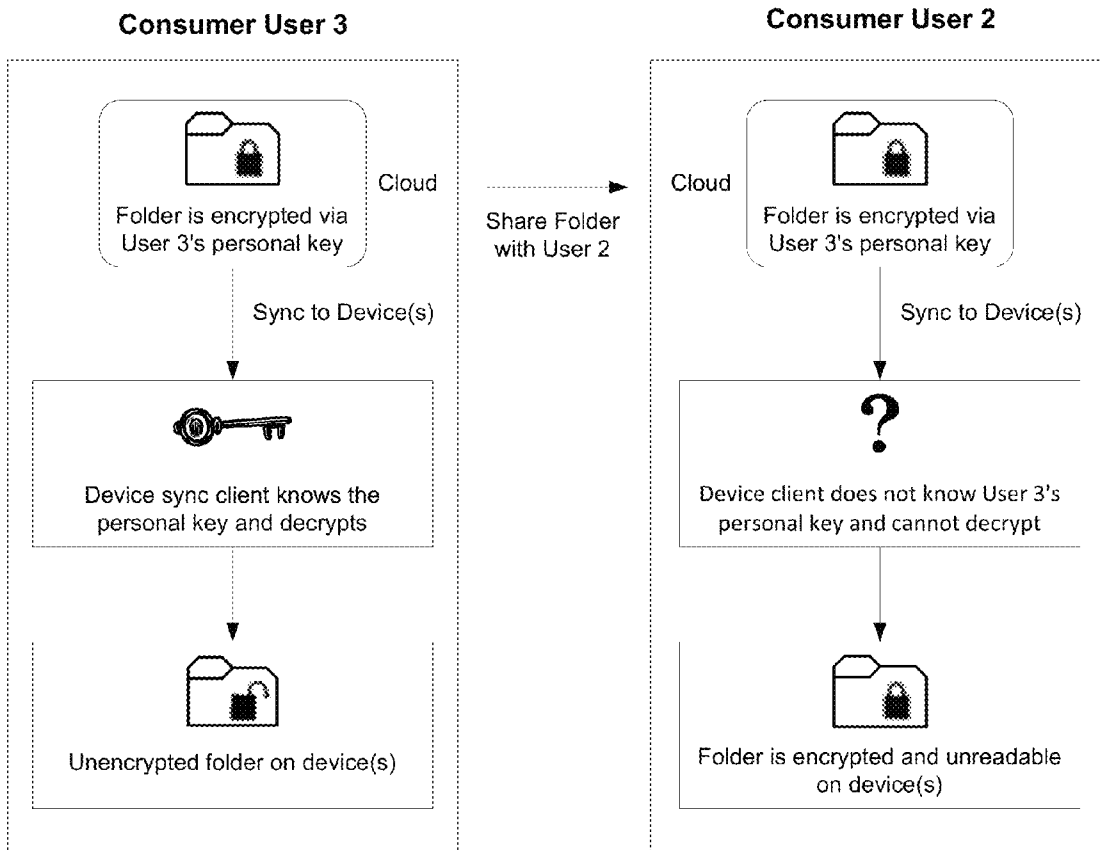 Consumer User 3
Folder is encrypted via
User 3's personal key
Cloud
Sync to Device(s)
Device sync client knows the
personal key and decrypts
Unencrypted folder on device(s)
Share Folder
with User 2
Consumer User 2
Cloud
Folder is encrypted via
User 3's personal key
Sync to Device(s)
?
Device client does not know User 3's
personal key and cannot decrypt
Folder is encrypted and unreadable
on device(s)